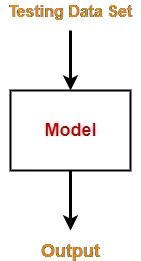 Testing Data Set
Model
Output